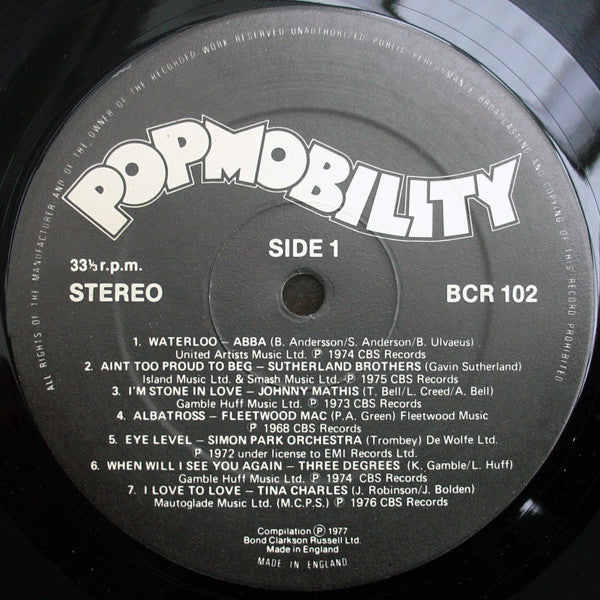 ALL RIGHTS OF THE MANUFACTURER AND OF THE OWNER OF THE RECORDED WORK RESERVED UNAUTHORIZED PUBLIC PERFORMANCE, BROADCASTING AND COPYING OF THIS RECORD PROHIBITED
POPMOBILITY
SIDE 1
33⅓ r.p.m.
STEREO
BCR 102
1. WATERLOO – ABBA (B. Andersson/S. Anderson/B. Ulvaeus)
United Artists Music Ltd. ℗ 1974 CBS Records
2. AINT TOO PROUD TO BEG – SUTHERLAND BROTHERS (Gavin Sutherland)
Island Music Ltd. & Smash Music Ltd. ℗ 1975 CBS Records
3. I'M STONE IN LOVE – JOHNNY MATHIS (T. Bell/L. Creed/A. Bell)
Gamble Huff Music Ltd. ℗ 1973 CBS Records
4. ALBATROSS – FLEETWOOD MAC (P.A. Green) Fleetwood Music
℗ 1968 CBS Records
5. EYE LEVEL – SIMON PARK ORCHESTRA (Trombey) De Wolfe Ltd.
℗ 1972 under license to EMI Records Ltd.
6. WHEN WILL I SEE YOU AGAIN – THREE DEGREES (K. Gamble/L. Huff)
Gamble Huff Music Ltd. ℗ 1974 CBS Records
7. I LOVE TO LOVE – TINA CHARLES (J. Robinson/J. Bolden)
Mautoglade Music Ltd. (M.C.P.S.) ℗ 1976 CBS Records
Compilation ℗ 1977
Bond Clarkson Russell Ltd.
Made in England
MADE IN ENGLAND